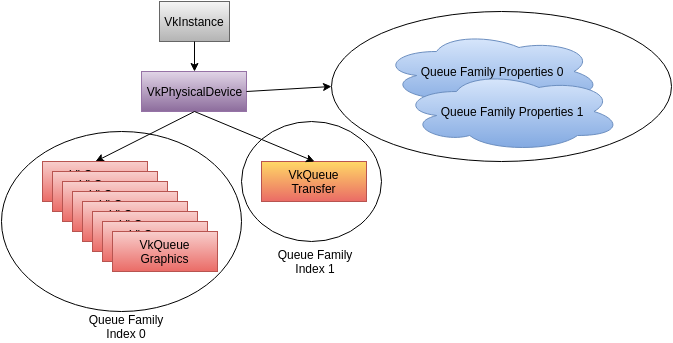 VkInstance
VkPhysicalDevice
Queue Family Properties 0
Queue Family Properties 1
VkQueue
Graphics
VkQueue
Transfer
Queue Family
Index 1
Queue Family
Index 0